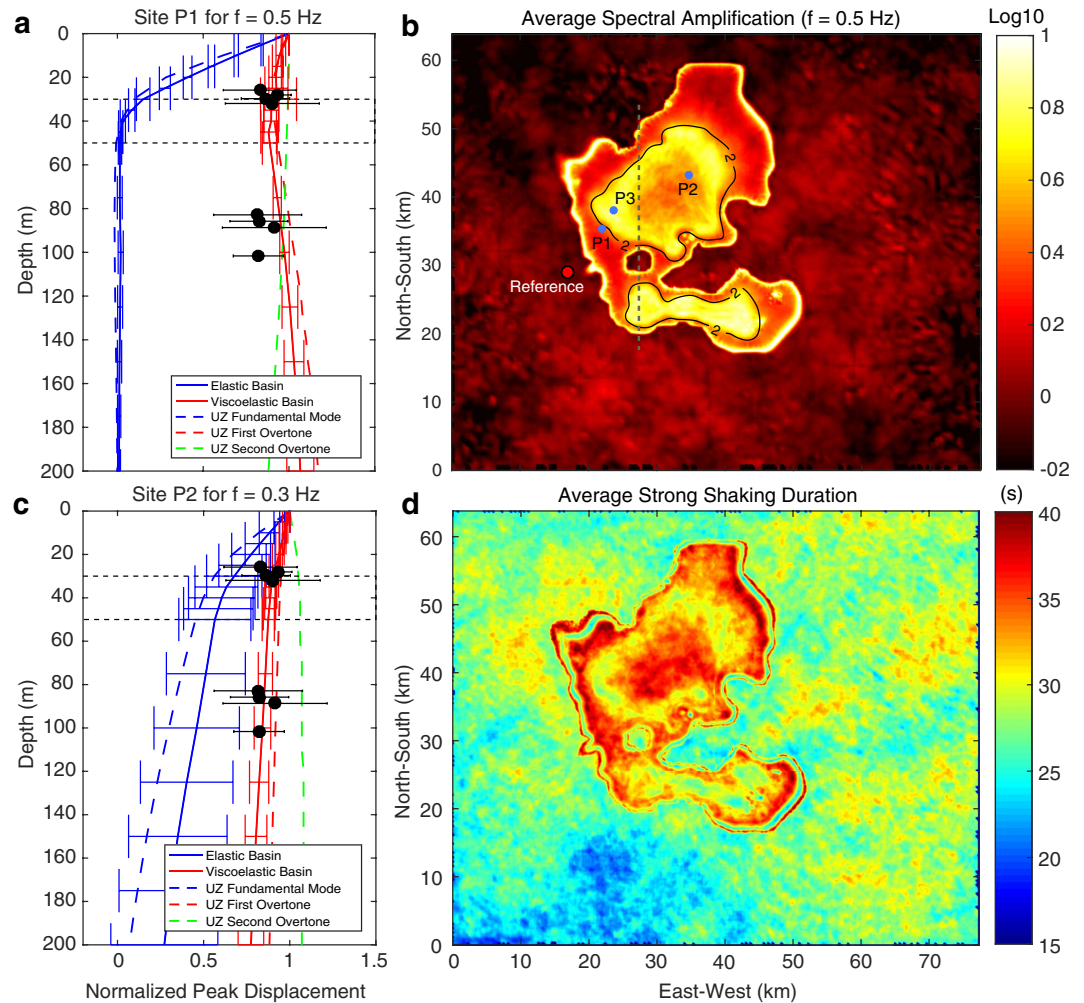 a
Site P1 for f = 0.5 Hz
0
20
40
60
80
100
120
140
160
180
200
Depth (m)
0
0.5
1
1.5
Elastic Basin
Viscoelastic Basin
UZ Fundamental Mode
UZ First Overtone
UZ Second Overtone
b
Average Spectral Amplification (f = 0.5 Hz)
Log10
60
50
40
30
20
10
0
North-South (km)
2
P2
P3
P1
2
Reference
2
2
1
0.8
0.6
0.4
02
0
-02
c
Site P2 for f = 0.3 Hz
0
20
40
60
80
100
120
140
160
180
200
Depth (m)
Elastic Basin
Viscoelastic Basin
UZ Fundamental Mode
UZ First Overtone
UZ Second Overtone
0
0.5
1
1.5
Normalized Peak Displacement
d
Average Strong Shaking Duration
(s)
60
50
40
30
20
10
0
North-South (km)
0
10
20
30
40
50
60
70
East-West (km)
40
35
30
25
20
15